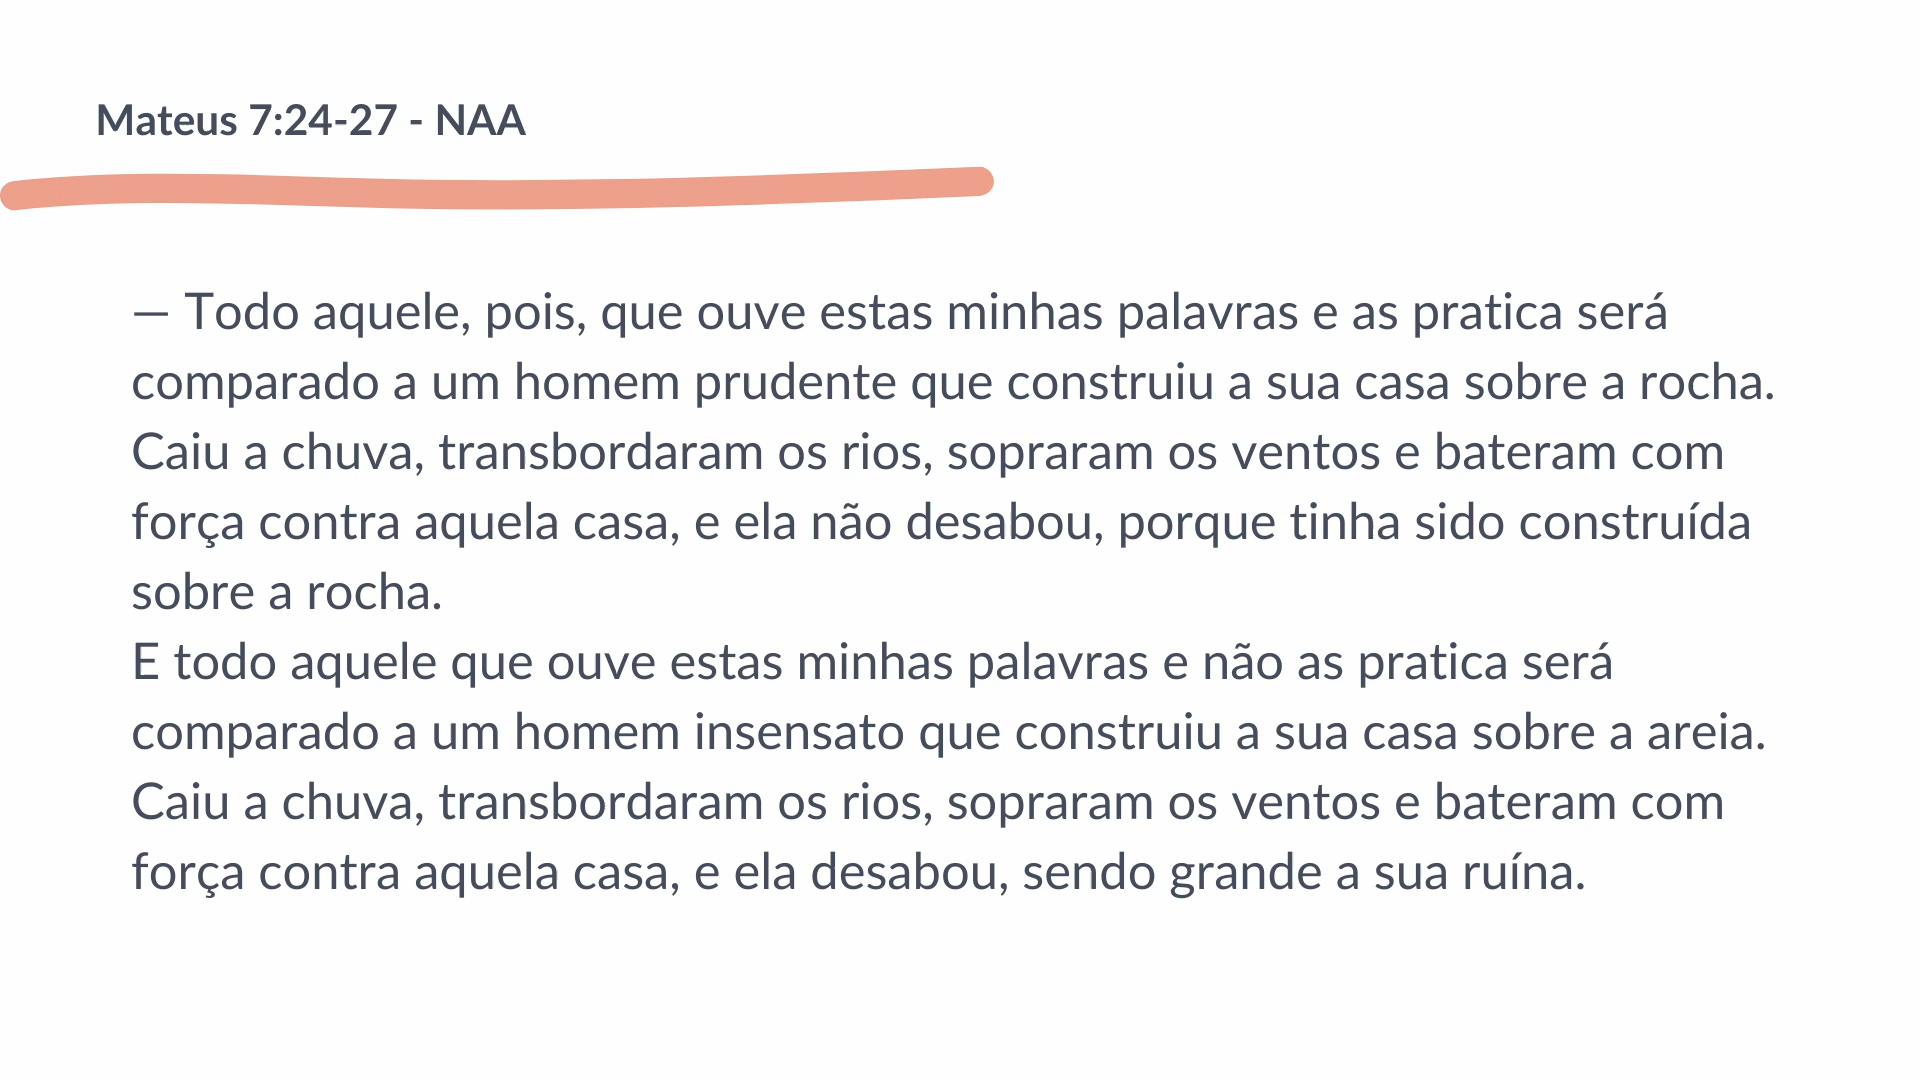 Mateus 7:24-27 - NAA
— Todo aquele, pois, que ouve estas minhas palavras e as pratica será
comparado a um homem prudente que construiu a sua casa sobre a rocha.
Caiu a chuva, transbordaram os rios, sopraram os ventos e bateram com
força contra aquela casa, e ela não desabou, porque tinha sido construída
sobre a rocha.
E todo aquele que ouve estas minhas palavras e não as pratica será
comparado a um homem insensato que construiu a sua casa sobre a areia.
Caiu a chuva, transbordaram os rios, sopraram os ventos e bateram com
força contra aquela casa, e ela desabou, sendo grande a sua ruína.